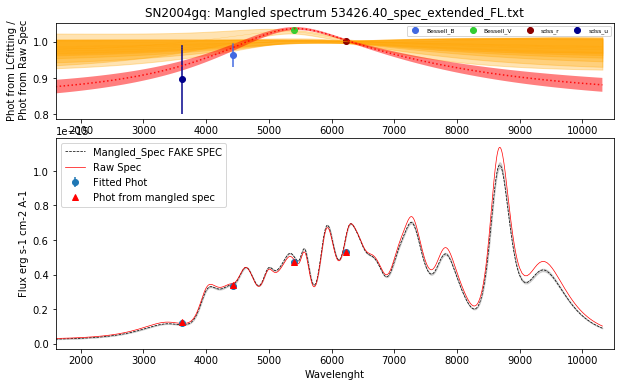 SN2004gq: Mangled spectrum 53426.40_spec_extended_FL.txt
Phot from LCfitting /
Phot from Raw Spec
1.0
0.9
0.8
Bessell_B
Bessell_V
sdss_r
sdss_u
2000 3000 4000 5000 6000 7000 8000 9000 10000
Flux erg s-1 cm-2 A-1
1.0
0.8
0.6
0.4
0.2
0.0
Mangled_Spec FAKE SPEC
Raw Spec
Fitted Phot
Phot from mangled spec
2000 3000 4000 5000 6000 7000 8000 9000 10000
Wavelenght